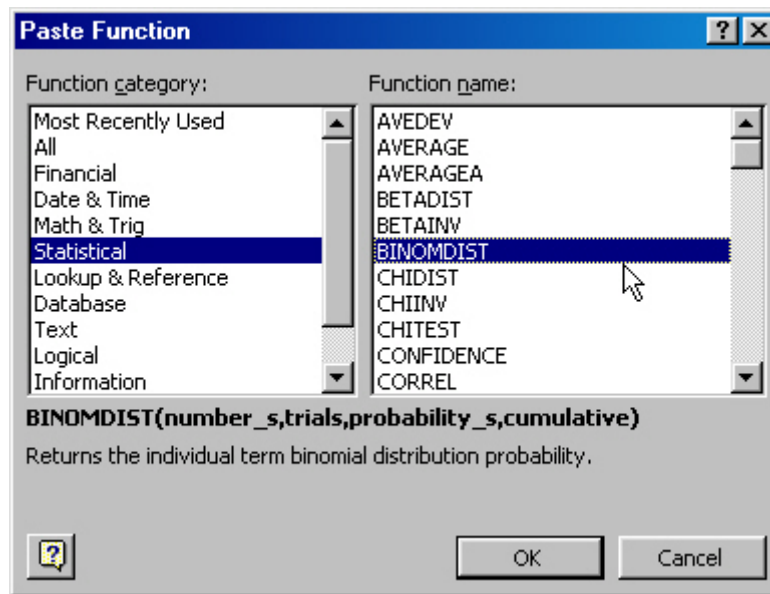 Paste Function
Function category:
Most Recently Used
All
Financial
Date & Time
Math & Trig
Statistical
Lookup & Reference
Database
Text
Logical
Information
Function name:
AVEDEV
AVERAGE
AVERAGEA
BETADIST
BETAINV
BINOMDIST
CHIDIST
CHIINV
CHITEST
CONFIDENCE
CORREL
BINOMDIST(number_s,trials,probability_s,cumulative)
Returns the individual term binomial distribution probability.
OK
Cancel